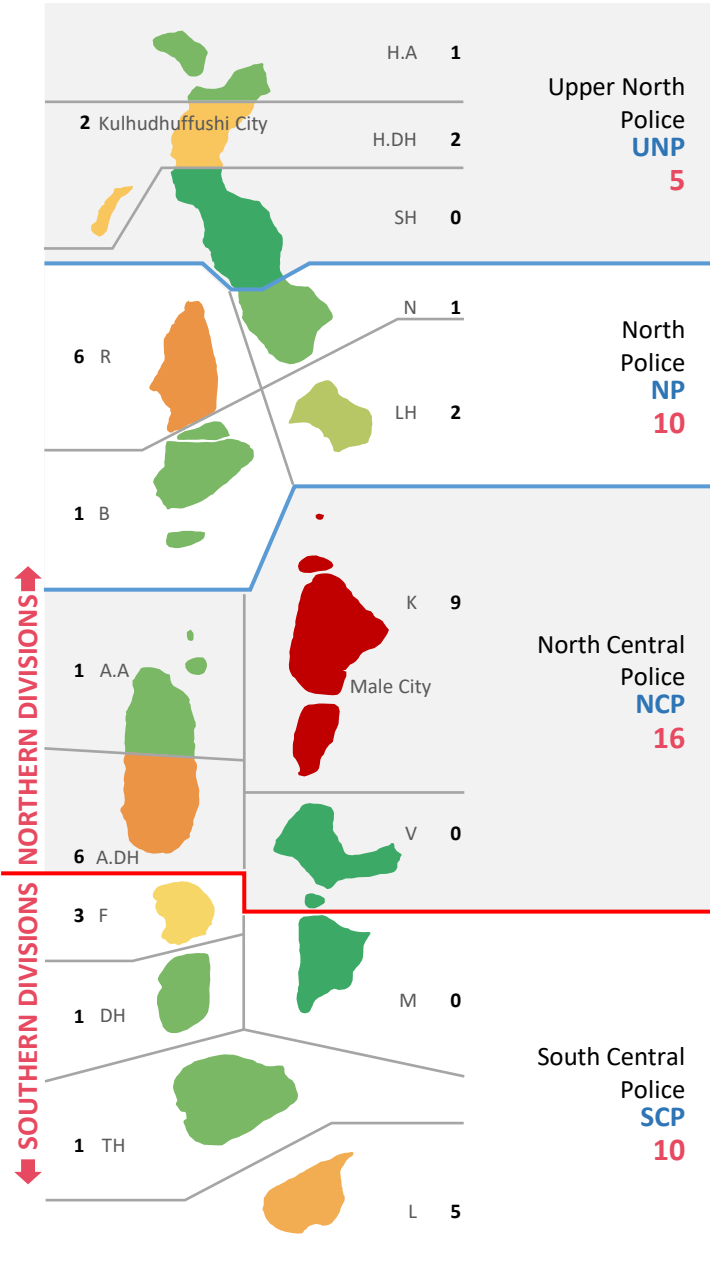 H.A 1
2 Kulhudhuffushi City
H.DH 2
SH 0
Upper North
Police
UNP
5
N 1
6 R
LH 2
1 B
North
Police
NP
10
K 9
Male City
1 A.A
V 0
6 A.DH
North Central
Police
NCP
16
NORTHERN DIVISIONS
SOUTHERN DIVISIONS
3 F
M 0
1 DH
1 TH
L 5
South Central
Police
SCP
10